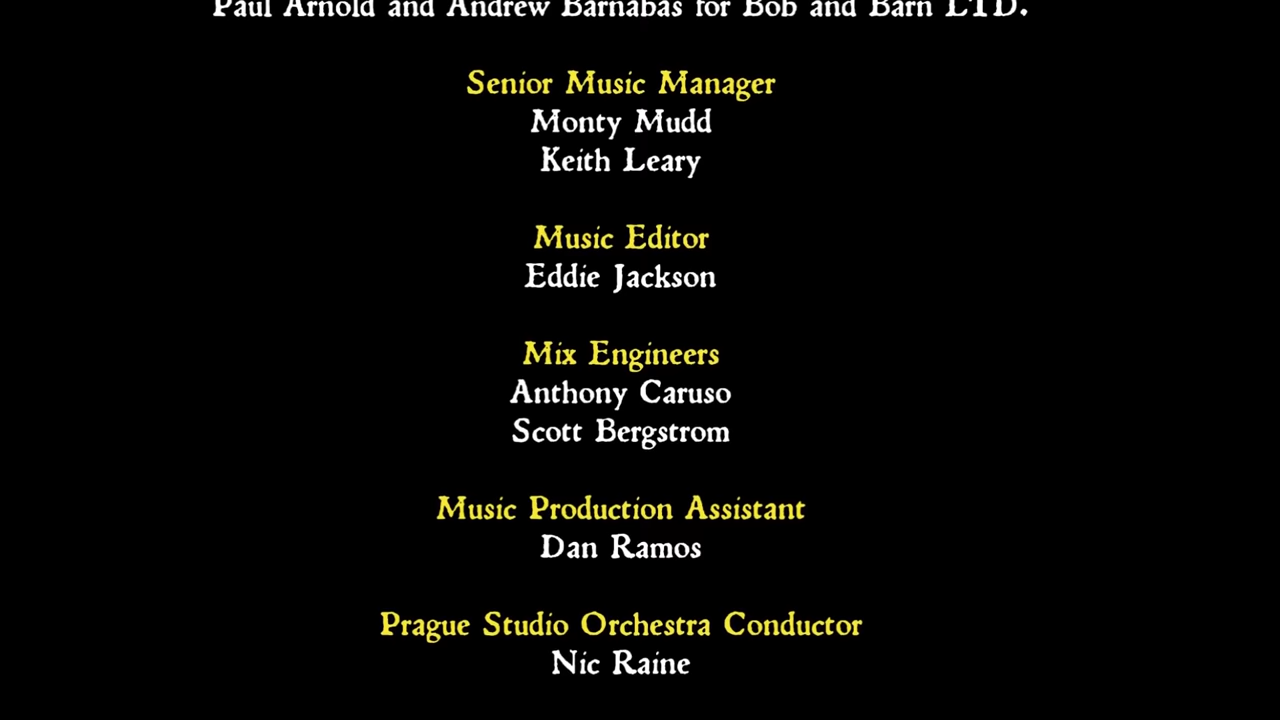 Paul Arnold and Andrew Barnabas for Bob and Barn LTD.
Senior Music Manager
Monty Mudd
Keith Leary
Music Editor
Eddie Jackson
Mix Engineers
Anthony Caruso
Scott Bergstrom
Music Production Assistant
Dan Ramos
Prague Studio Orchestra Conductor
Nic Raine